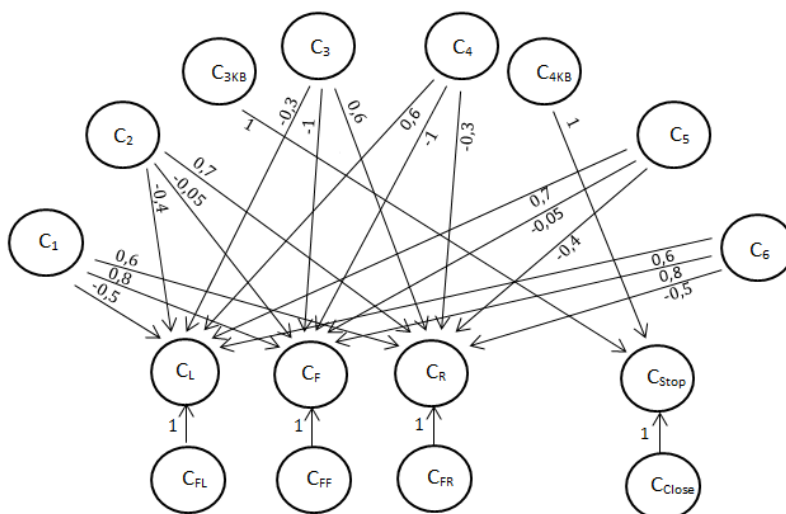 C3
C4
C3KB
C4KB
C2
C5
C1
C6
-0,3
-1
0,6
0,6
-1
-0,3
1
1
-0,4
-0,05
0,7
0,7
-0,05
-0,4
0,6
0,8
-0,5
0,6
0,8
-0,5
CL
CF
CR
CStop
1
1
1
1
CFL
CFF
CFR
CClose